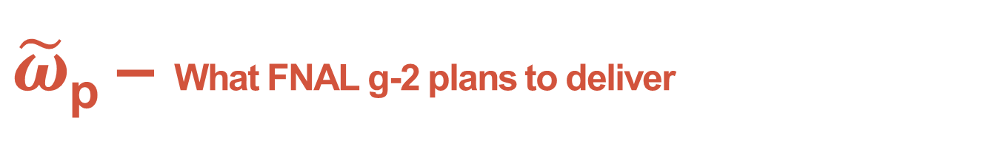 ω̃ₚ – What FNAL g-2 plans to deliver